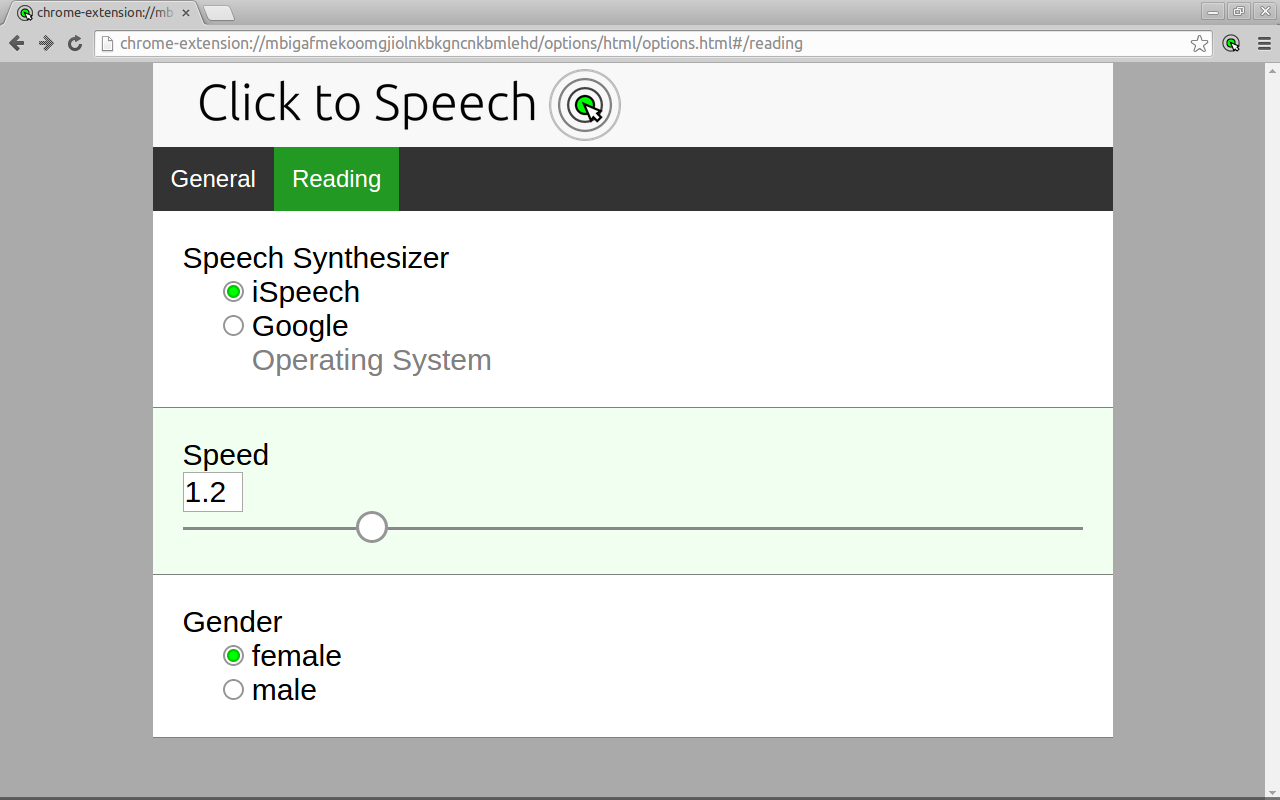 chrome-extension://mb
chrome-extension://mbigafmekoomgjiolnkbkgncnkbmlehd/options/html/options.html#/reading
Click to Speech
General Reading
Speech Synthesizer
iSpeech
Google
Operating System
Speed
1.2
Gender
female
male